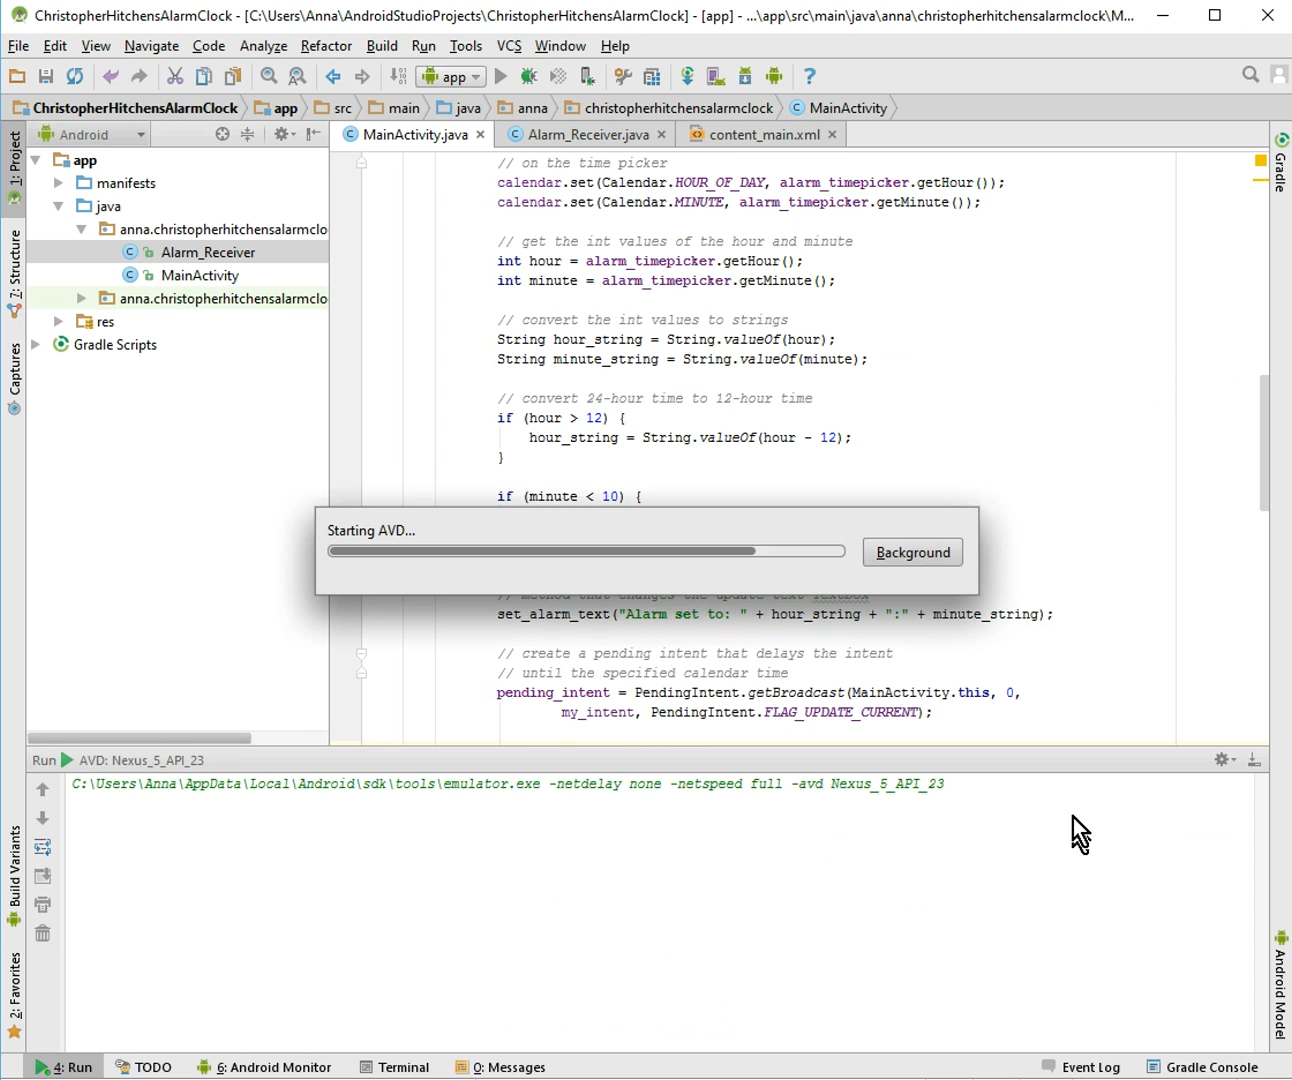 ChristopherHitchensAlarmClock - [C:\Users\Anna\AndroidStudioProjects\ChristopherHitchensAlarmClock] - [app] - ...\app\src\main\java\anna\christopherhitchensalarmclock\M...
File Edit View Navigate Code Analyze Refactor Build Run Tools VCS Window Help
app
ChristopherHitchensAlarmClock app src main java anna christopherhitchensalarmclock MainActivity
Android
MainActivity.java Alarm_Receiver.java content_main.xml
1: Project
7: Structure
Captures
Build Variants
2: Favorites
app
manifests
java
anna.christopherhitchensalarmclo
Alarm_Receiver
MainActivity
anna.christopherhitchensalarmclo
res
Gradle Scripts
// on the time picker
calendar.set(Calendar.HOUR_OF_DAY, alarm_timepicker.getHour());
calendar.set(Calendar.MINUTE, alarm_timepicker.getMinute());
// get the int values of the hour and minute
int hour = alarm_timepicker.getHour();
int minute = alarm_timepicker.getMinute();
// convert the int values to strings
String hour_string = String.valueOf(hour);
String minute_string = String.valueOf(minute);
// convert 24-hour time to 12-hour time
if (hour > 12) {
hour_string = String.valueOf(hour - 12);
}
if (minute < 10) {
Starting AVD...
Background
// method that changes the update text Textbox
set_alarm_text("Alarm set to: " + hour_string + ":" + minute_string);
// create a pending intent that delays the intent
// until the specified calendar time
pending_intent = PendingIntent.getBroadcast(MainActivity.this, 0,
my_intent, PendingIntent.FLAG_UPDATE_CURRENT);
Gradle
Android Model
Run AVD: Nexus_5_API_23
C:\Users\Anna\AppData\Local\Android\sdk\tools\emulator.exe -netdelay none -netspeed full -avd Nexus_5_API_23
4: Run TODO 6: Android Monitor Terminal 0: Messages Event Log Gradle Console